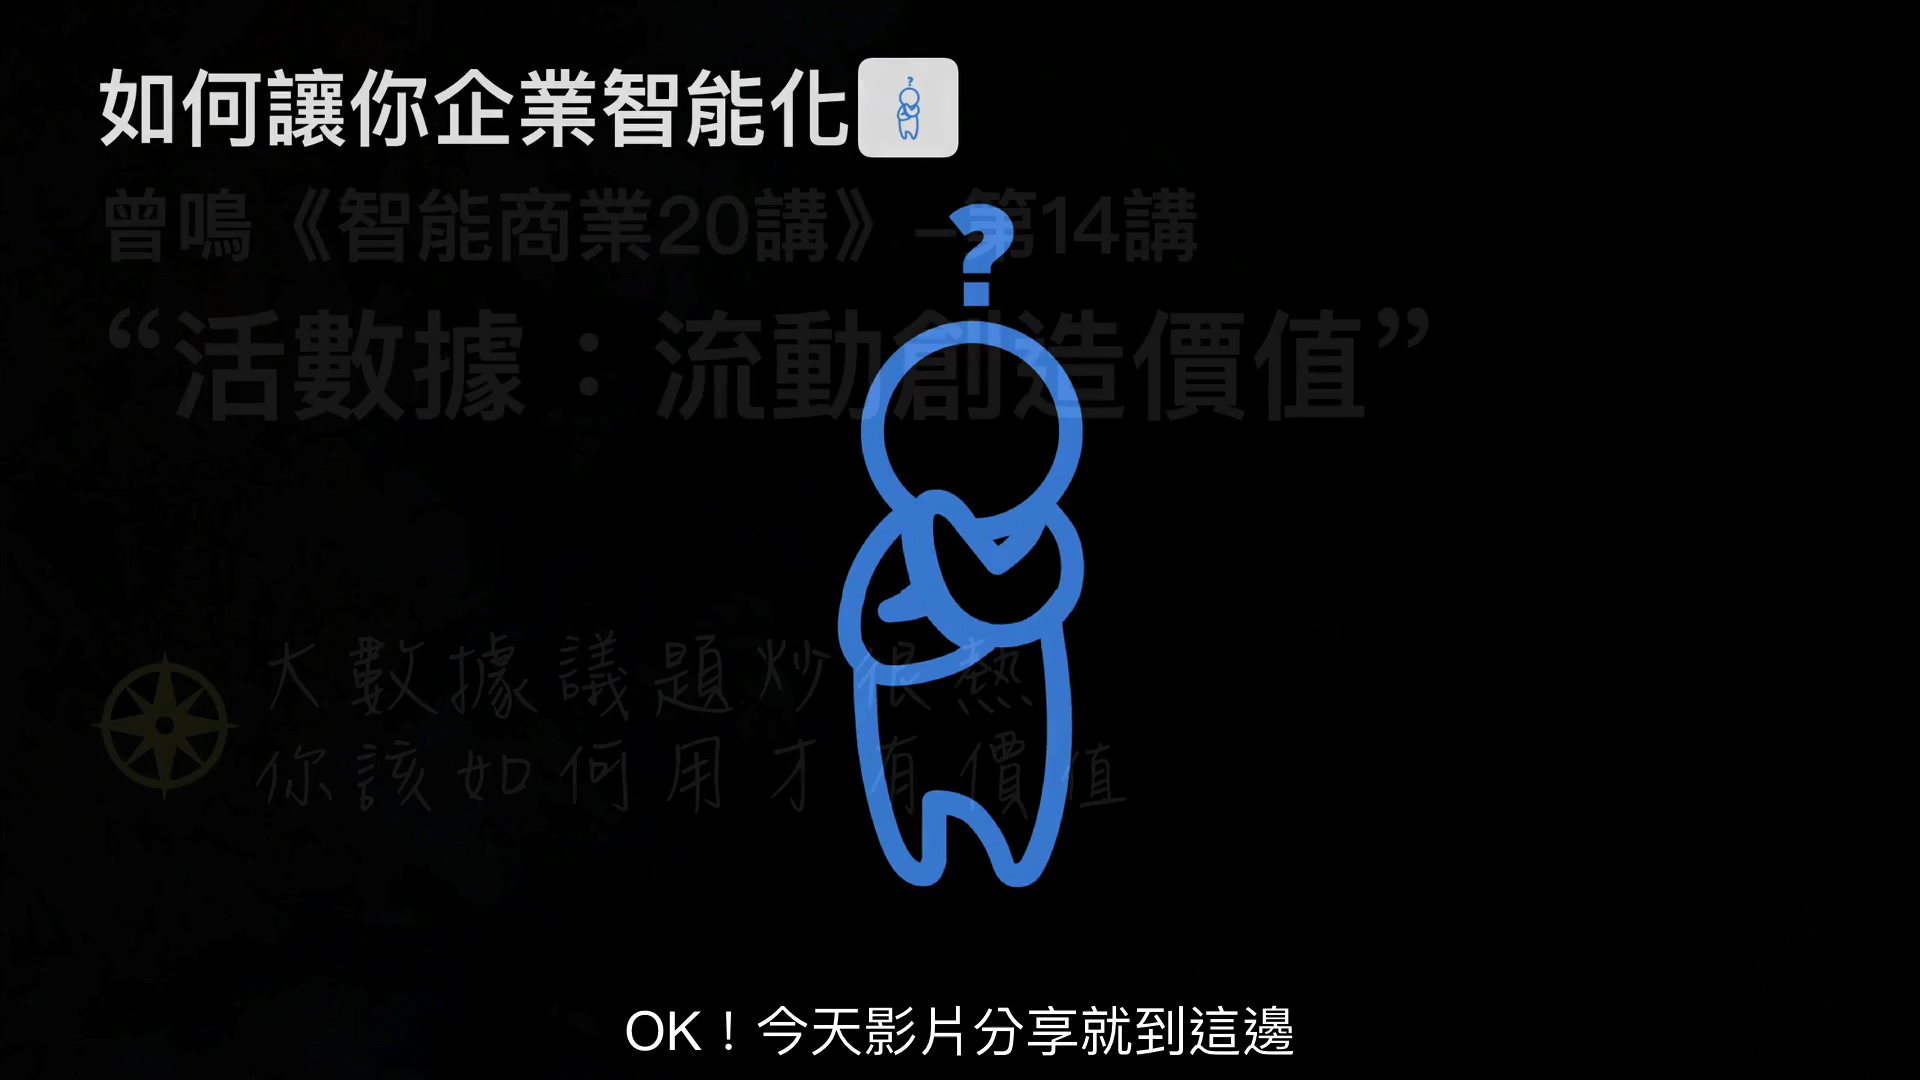 如何讓你企業智能化
曾鳴《智能商業20講》–第14講
“活數據：流動創造價值”
?
大數據議題炒很熱
你該如何用才有價值
OK！今天影片分享就到這邊